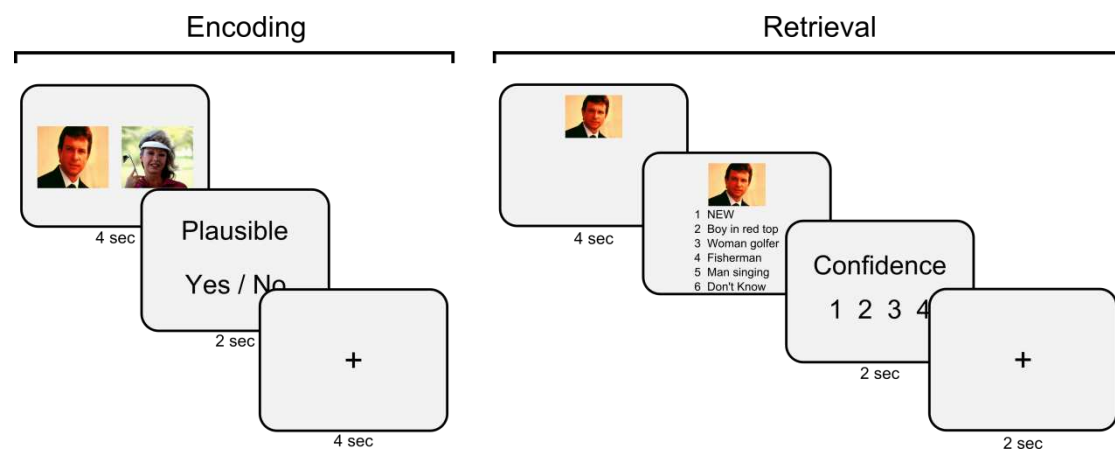 Encoding
Retrieval
4 sec
Plausible
Yes / No
2 sec
+
4 sec
4 sec
1 NEW
2 Boy in red top
3 Woman golfer
4 Fisherman
5 Man singing
6 Don't Know
Confidence
1 2 3 4
2 sec
+
2 sec